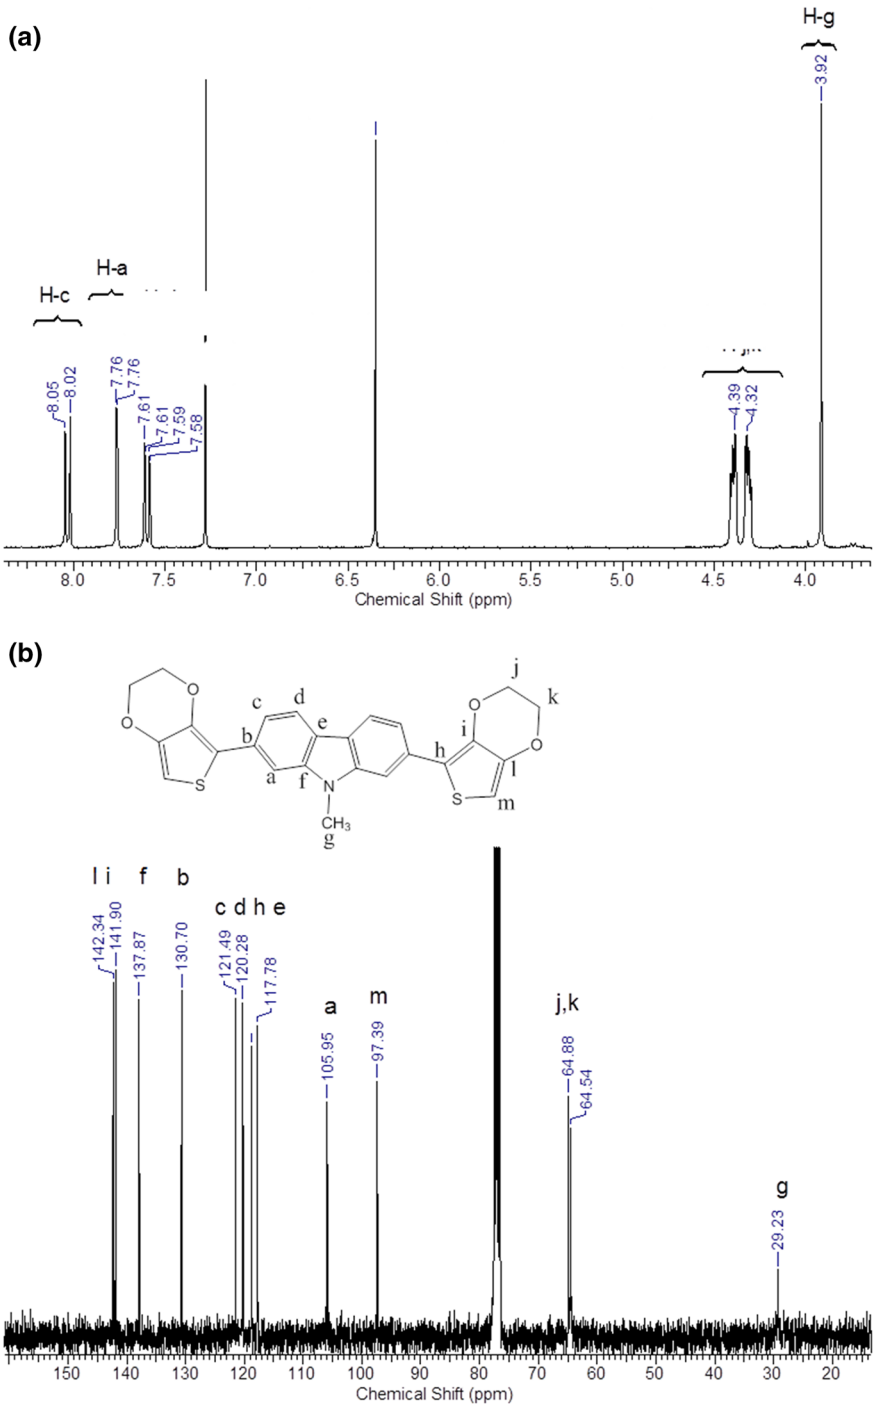 (a)
H-g
3.92
H-a
H-c
8.05
8.02
7.76
7.76
7.61
7.61
7.59
7.58
4.39
4.32
8.0 7.5 7.0 6.5 6.0 5.5 5.0 4.5 4.0
Chemical Shift (ppm)
(b)
j
k
O
O
c
d
O
i
b
e
O
h
l
a
f
S
N
S
m
CH3
g
l i f b
c d h e
142.34
141.90
137.87
130.70
121.49
120.28
117.78
a
m
j,k
105.95
97.39
64.88
64.54
g
29.23
150 140 130 120 110 100 90 80 70 60 50 40 30 20
Chemical Shift (ppm)